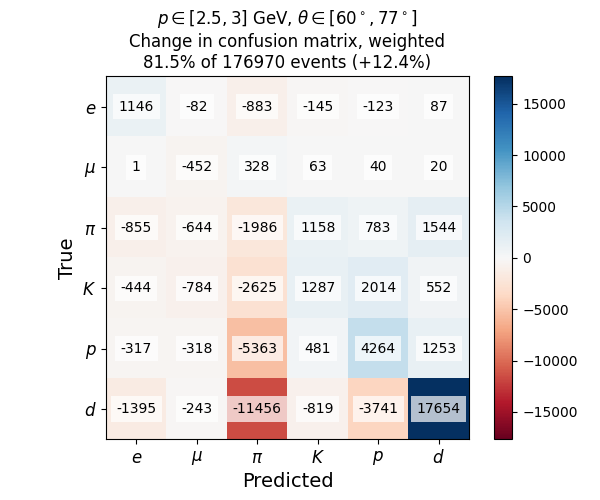 p ∈ [2.5, 3] GeV, θ ∈ [60°, 77°]
Change in confusion matrix, weighted
81.5% of 176970 events (+12.4%)
True
e 1146 -82 -883 -145 -123 87
μ 1 -452 328 63 40 20
π -855 -644 -1986 1158 783 1544
K -444 -784 -2625 1287 2014 552
p -317 -318 -5363 481 4264 1253
d -1395 -243 -11456 -819 -3741 17654
e μ π K p d
Predicted
15000
10000
5000
0
−5000
−10000
−15000